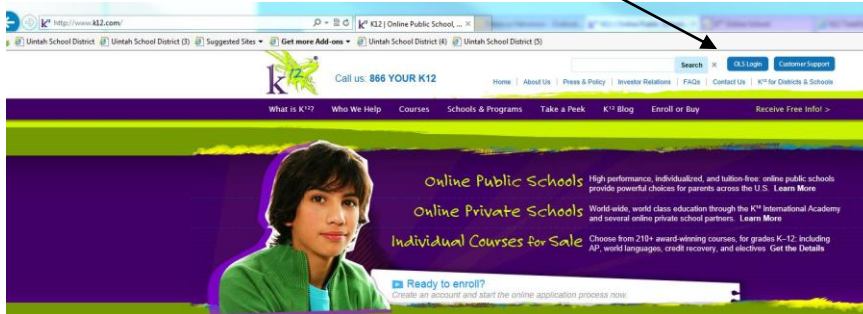 http://www.k12.com/
K12 | Online Public School, ...
Uintah School District Uintah School District (3) Suggested Sites Get more Add-ons Uintah School District (4) Uintah School District (5)
Search OLS Login Customer Support
k12 Call us: 866 YOUR K12
Home | About Us | Press & Policy | Investor Relations | FAQs | Contact Us | K¹² for Districts & Schools
What is K¹²? Who We Help Courses Schools & Programs Take a Peek K¹² Blog Enroll or Buy Receive Free Info! >
Online Public Schools High performance, individualized, and tuition-free: online public schools
provide powerful choices for parents across the U.S. Learn More
Online Private Schools World-wide, world class education through the K¹² International Academy
and several online private school partners. Learn More
Individual Courses for Sale Choose from 210+ award-winning courses, for grades K–12: including
AP, world languages, credit recovery, and electives Get the Details
Ready to enroll?
Create an account and start the online application process now.